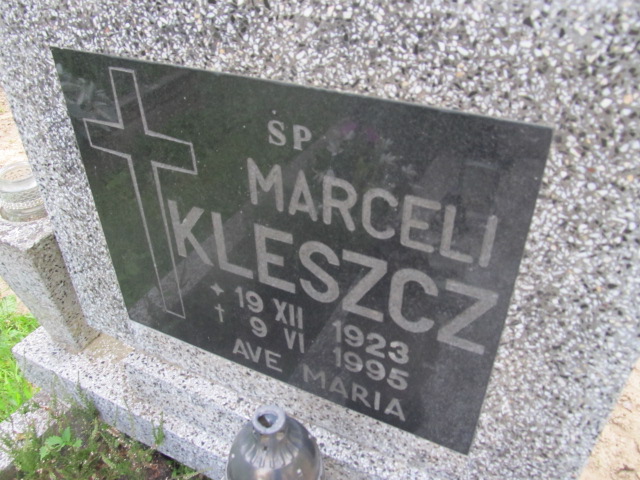 SP
MARCELI
KLESZCZ
+ 19 XII 1923
† 9 VI 1995
AVE MARIA